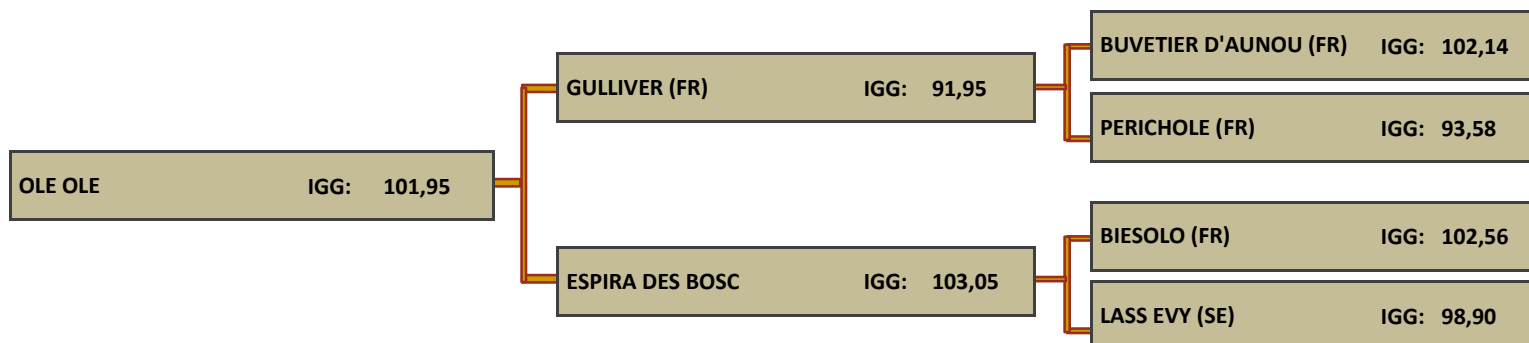 BUVETIER D'AUNOU (FR) IGG: 102,14
GULLIVER (FR) IGG: 91,95
PERICHOLE (FR) IGG: 93,58
OLE OLE IGG: 101,95
BIESOLO (FR) IGG: 102,56
ESPIRA DES BOSC IGG: 103,05
LASS EVY (SE) IGG: 98,90